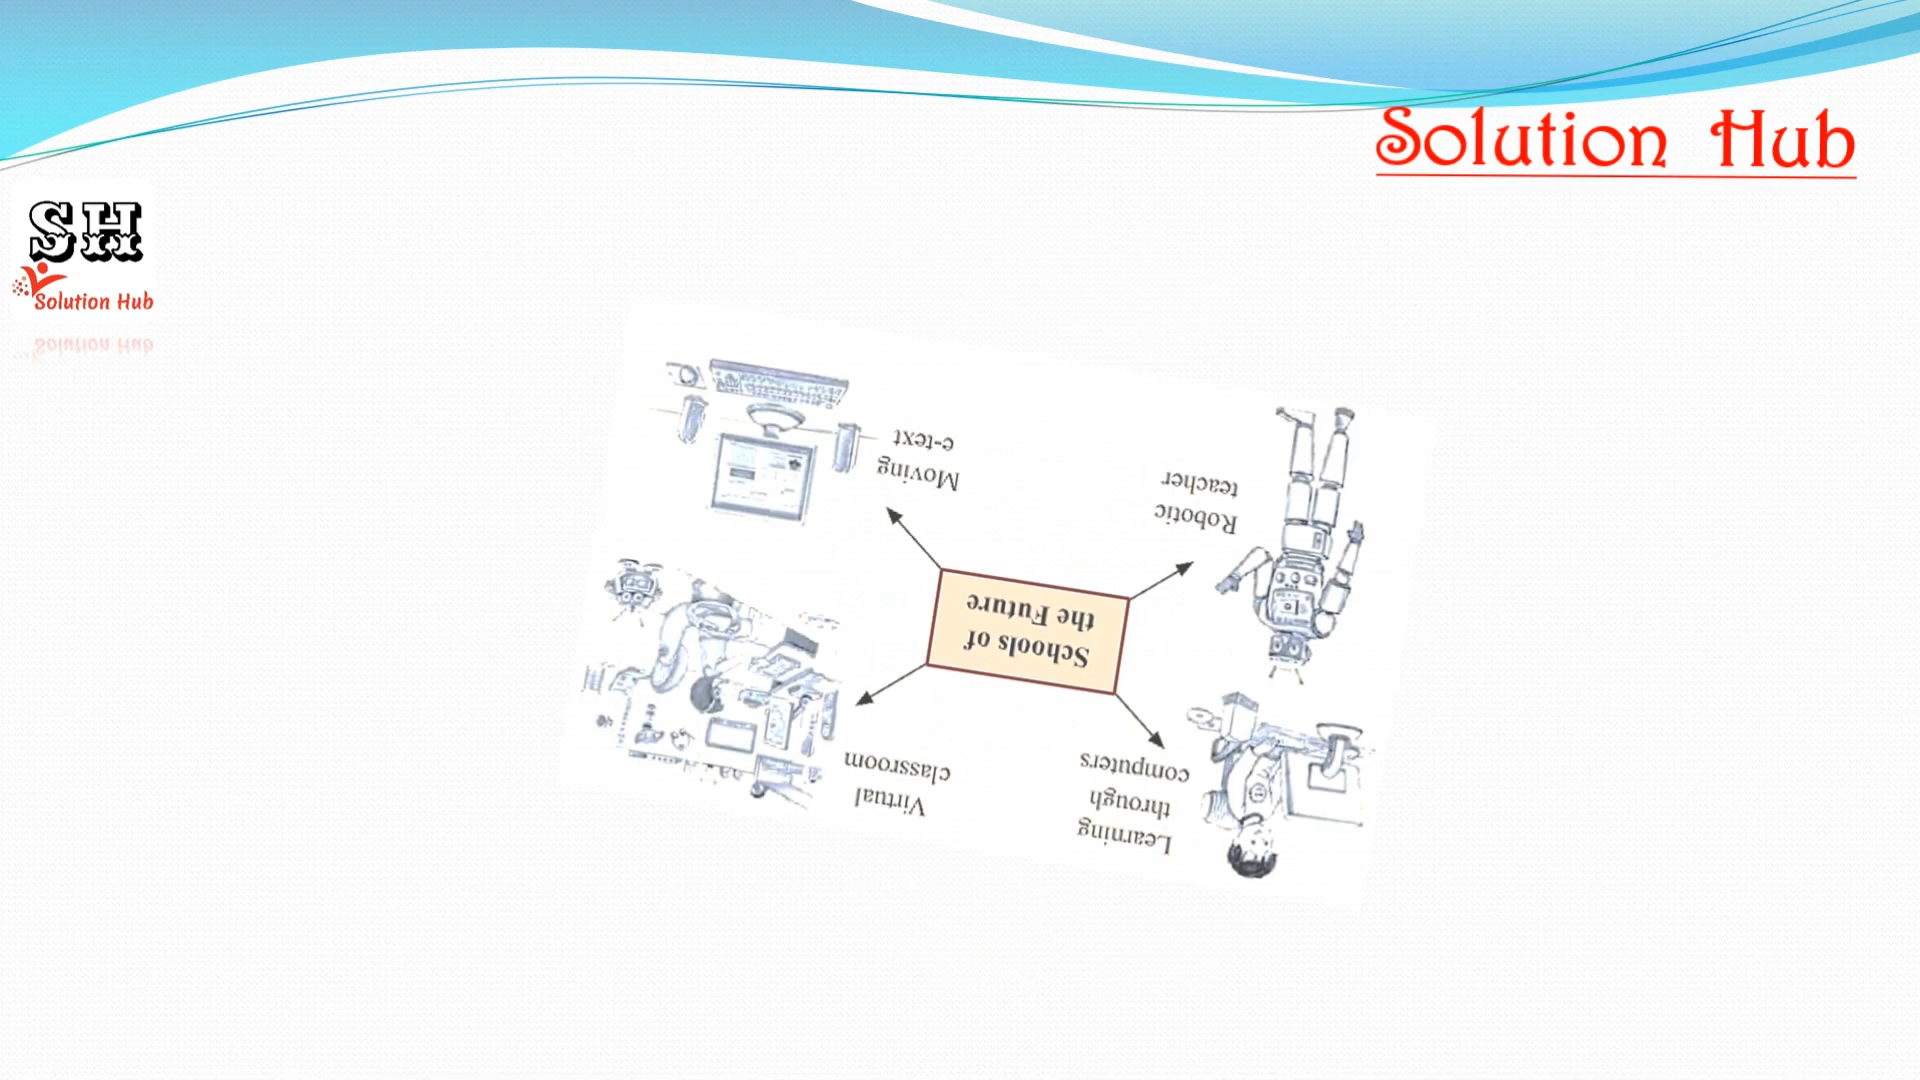 Solution Hub
SH
Solution Hub
Schools of
the Future
Learning
through
computers
Virtual
classroom
Robotic
teacher
Moving
e-text